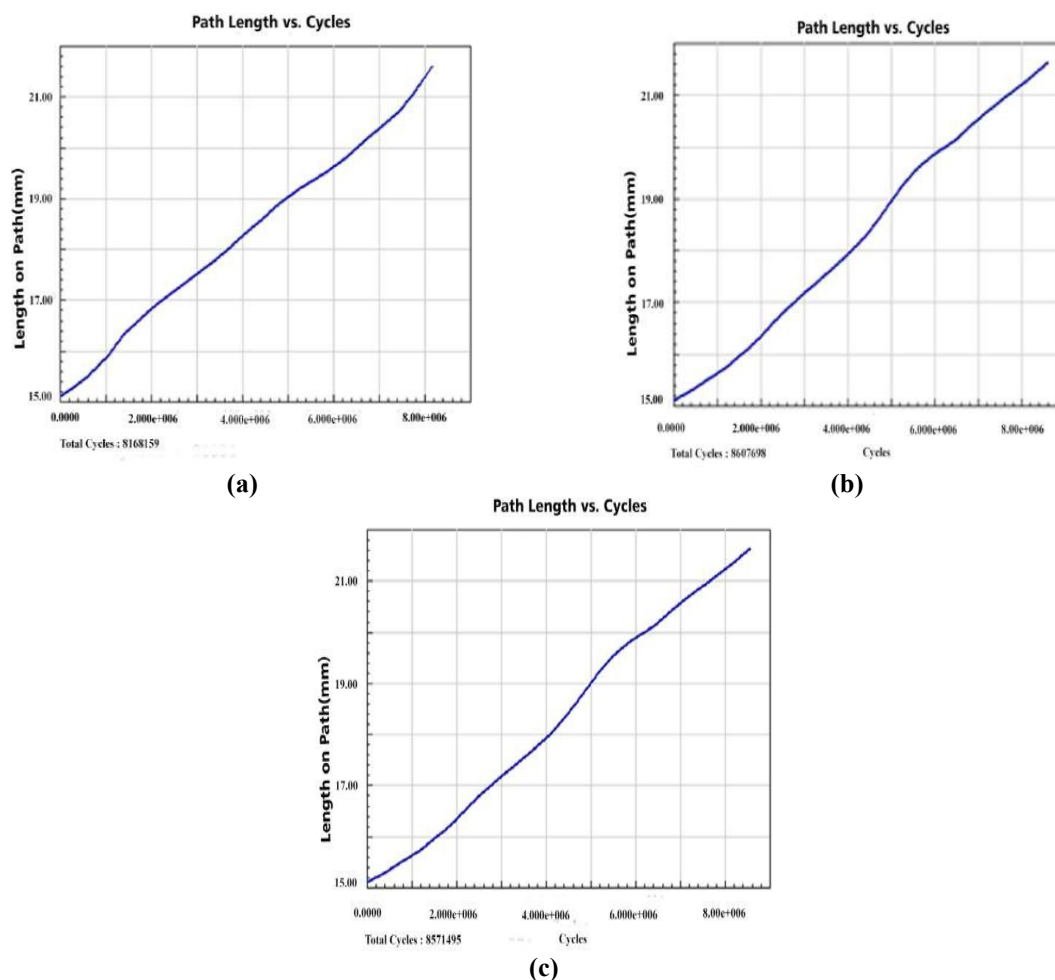 Path Length vs. Cycles
Length on Path(mm)
21.00
19.00
17.00
15.00
0.0000 2.000e+006 4.000e+006 6.000e+006 8.00e+006
Total Cycles : 8168159
(a)
Path Length vs. Cycles
Length on Path(mm)
21.00
19.00
17.00
15.00
0.0000 2.000e+006 4.000e+006 6.000e+006 8.00e+006
Total Cycles : 8607698 Cycles
(b)
Path Length vs. Cycles
Length on Path(mm)
21.00
19.00
17.00
15.00
0.0000 2.000e+006 4.000e+006 6.000e+006 8.00e+006
Total Cycles : 8571495 Cycles
(c)